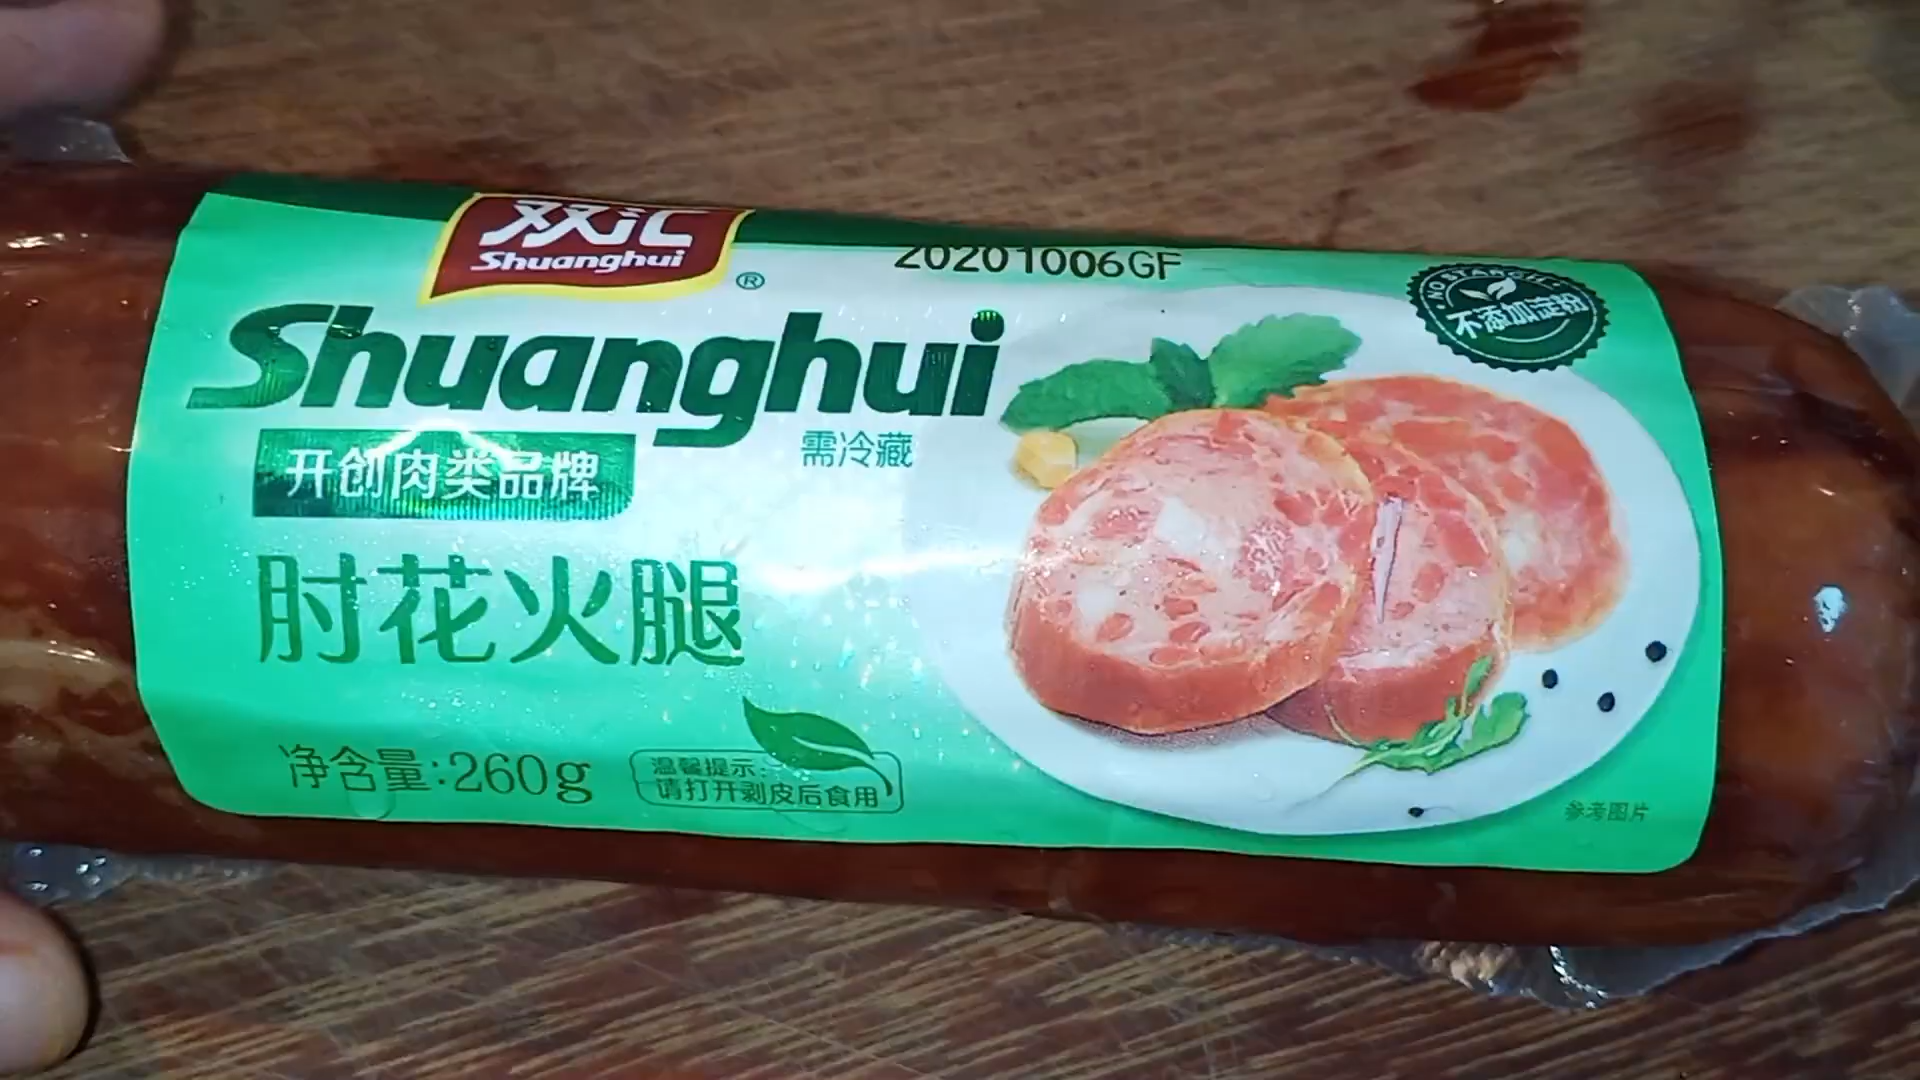 双汇
Shuanghui
®
20201006GF
NO STARCH
不添加淀粉
Shuanghui
需冷藏
开创肉类品牌
肘花火腿
净含量:260g
温馨提示:
请打开剥皮后食用
参考图片